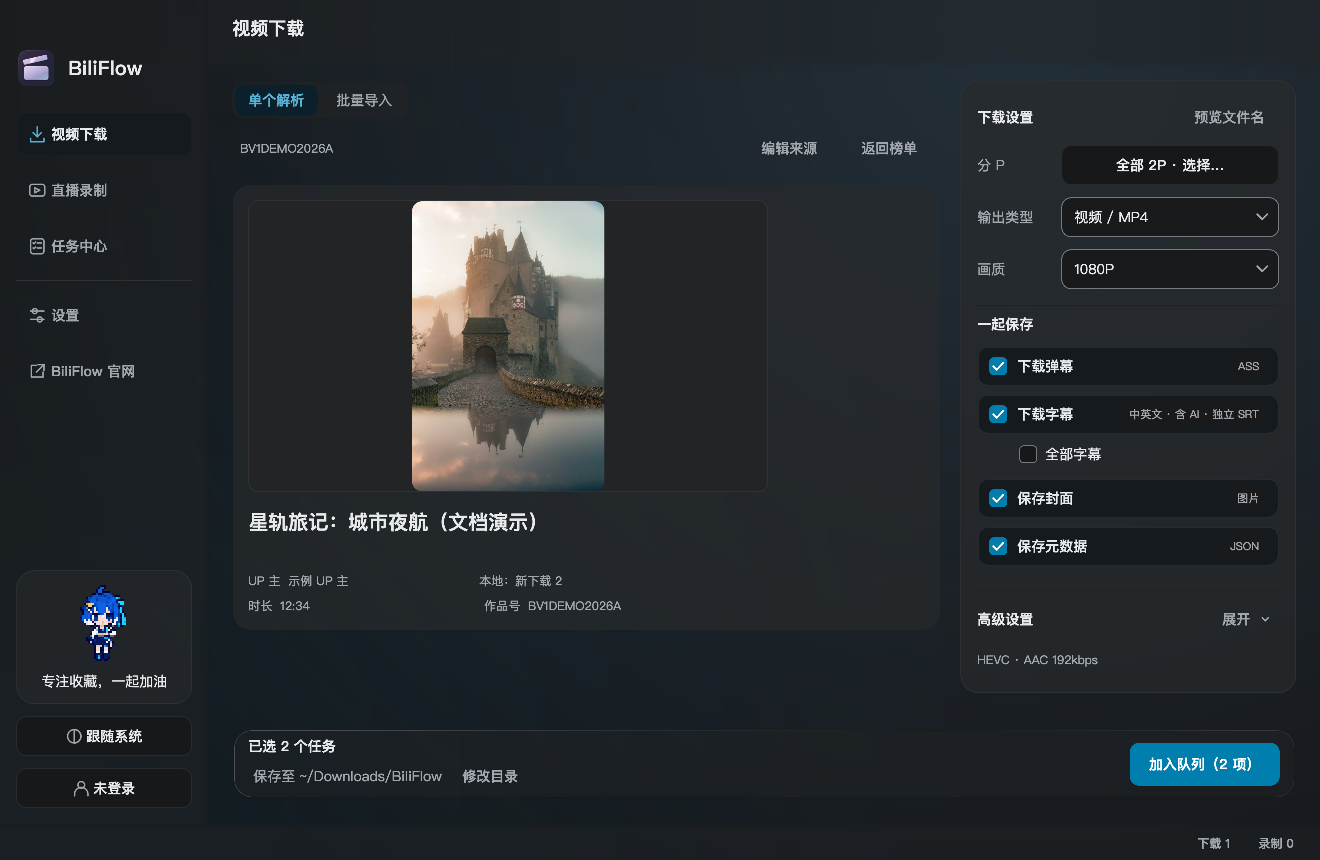 视频下载
BiliFlow
视频下载
直播录制
任务中心
设置
BiliFlow 官网
专注收藏，一起加油
跟随系统
未登录
单个解析 批量导入
BV1DEMO2026A 编辑来源 返回榜单
星轨旅记：城市夜航（文档演示）
UP 主 示例 UP 主 本地：新下载 2
时长 12:34 作品号 BV1DEMO2026A
下载设置 预览文件名
分 P 全部 2P · 选择...
输出类型 视频 / MP4
画质 1080P
一起保存
下载弹幕 ASS
下载字幕 中英文 · 含 AI · 独立 SRT
全部字幕
保存封面 图片
保存元数据 JSON
高级设置 展开
HEVC · AAC 192kbps
已选 2 个任务
保存至 ~/Downloads/BiliFlow 修改目录
加入队列（2 项）
下载 1 录制 0